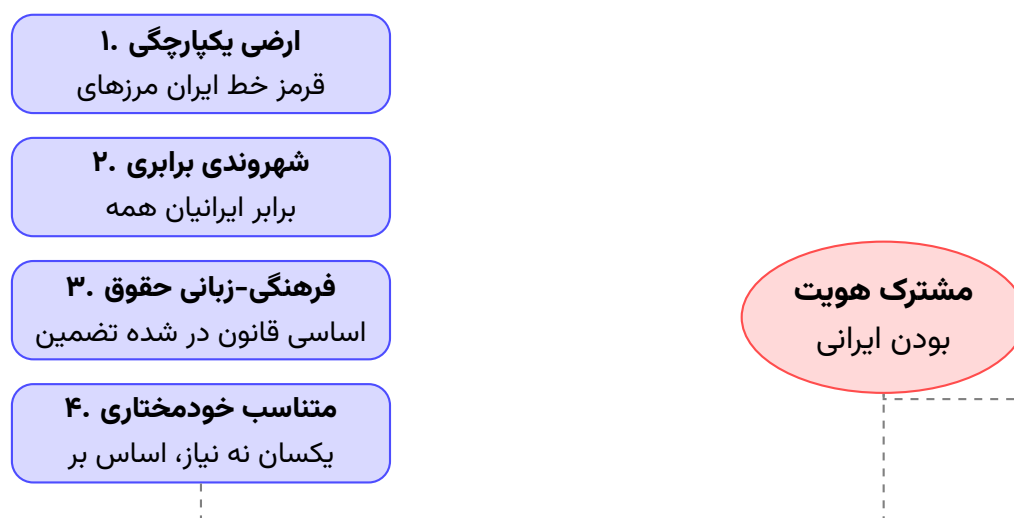 ارضی یکپارچگی .۱
قرمز خط ایران مرزهای
شهروندی برابری .۲
برابر ایرانیان همه
فرهنگی-زبانی حقوق .۳
اساسی قانون در شده تضمین
متناسب خودمختاری .۴
یکسان نه نیاز، اساس بر
مشترک هویت
بودن ایرانی